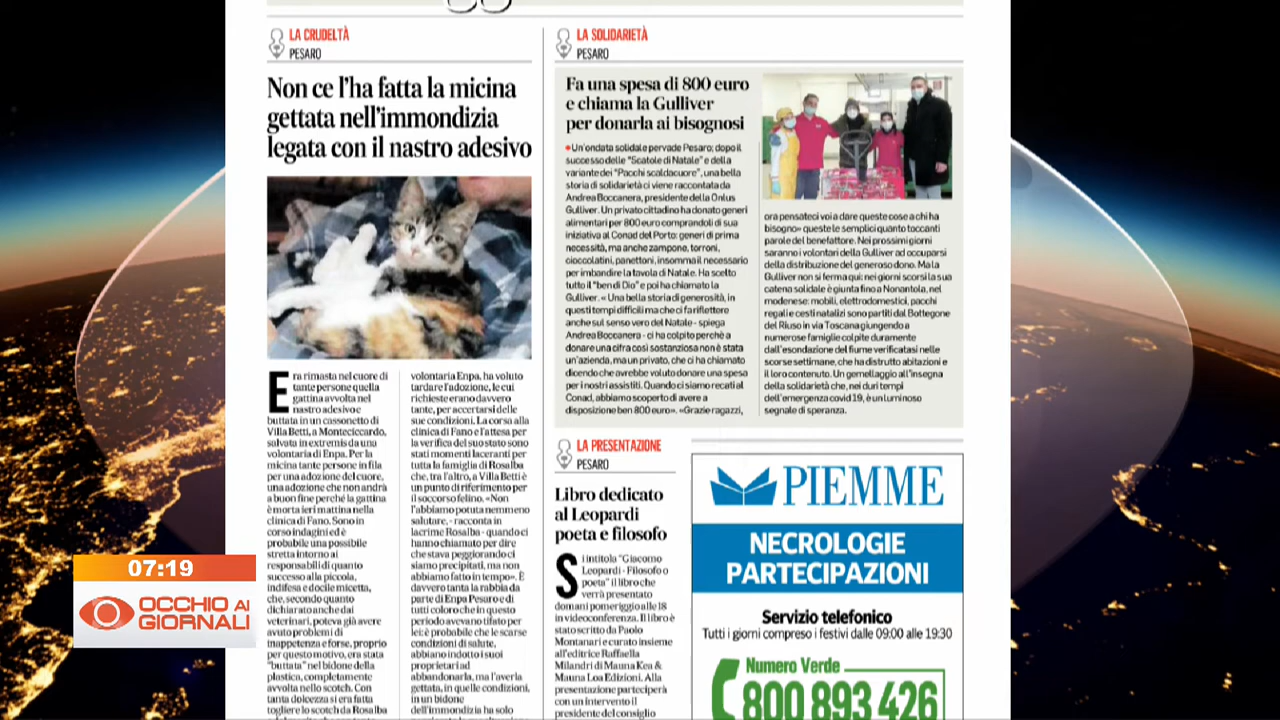 LA CRUDELTÀ
PESARO
Non ce l'ha fatta la micina
gettata nell'immondizia
legata con il nastro adesivo
Era rimasta nel cuore di
tante persone quella
gattina avvolta nel
nastro adesivo e
buttata in un cassonetto di
Villa Betti, a Monteciccardo,
salvata in extremis da una
volontaria di Enpa. Per la
micina tante persone in fila
per una adozione del cuore,
una adozione che non andrà
a buon fine perché la gattina
è morta ieri mattina nella
clinica di Fano. Sono in
corso indagini ed è
probabile una possibile
stretta intorno ai
responsabili di quanto
successo alla piccola,
indifesa e docile micetta,
che, secondo quanto
dichiarato anche dai
veterinari, poteva già avere
avuto problemi di
inappetenza e forse, proprio
per questo motivo, era stata
"buttata" nel bidone della
plastica, completamente
avvolta nello scotch. Con
tanta dolcezza si era fatta
togliere lo scotch da Rosalba
volontaria Enpa, ha voluto
tardare l'adozione, le cui
richieste erano davvero
tante, per accertarsi delle
sue condizioni. La corsa alla
clinica di Fano e l'attesa per
la verifica del suo stato sono
stati momenti laceranti per
tutta la famiglia di Rosalba
che, tra l'altro, a Villa Betti è
un punto di riferimento per
il soccorso felino. «Non
l'abbiamo potuta nemmeno
salutare, - racconta in
lacrime Rosalba - quando ci
hanno chiamato per dire
che stava peggiorando ci
siamo precipitati, ma non
abbiamo fatto in tempo». È
davvero tanta la rabbia da
parte di Enpa Pesaro e di
tutti coloro che in questo
periodo avevano tifato per
lei: è probabile che le scarse
condizioni di salute,
abbiano indotto i suoi
proprietari ad
abbandonarla, ma l'averla
gettata, in quelle condizioni,
in un bidone
dell'immondizia ha solo
LA SOLIDARIETÀ
PESARO
Fa una spesa di 800 euro
e chiama la Gulliver
per donarla ai bisognosi
Un'ondata solidale pervade Pesaro; dopo il
successo delle "Scatole di Natale" e della
variante dei "Pacchi scaldacuore", una bella
storia di solidarietà ci viene raccontata da
Andrea Boccanera, presidente della Onlus
Gulliver. Un privato cittadino ha donato generi
alimentari per 800 euro comprandoli di sua
iniziativa al Conad del Porto: generi di prima
necessità, ma anche zampone, torroni,
cioccolatini, panettoni, insomma il necessario
per imbandire la tavola di Natale. Ha scelto
tutto il "ben di Dio" e poi ha chiamato la
Gulliver. « Una bella storia di generosità, in
questi tempi difficili ma che ci fa riflettere
anche sul senso vero del Natale - spiega
Andrea Boccanera - ci ha colpito perchè a
donare una cifra così sostanziosa non è stata
un'azienda, ma un privato, che ci ha chiamato
dicendo che avrebbe voluto donare una spesa
per i nostri assistiti. Quando ci siamo recati al
Conad, abbiamo scoperto di avere a
disposizione ben 800 euro». «Grazie ragazzi,
ora pensateci voi a dare queste cose a chi ha
bisogno» queste le semplici quanto toccanti
parole del benefattore. Nei prossimi giorni
saranno i volontari della Gulliver ad occuparsi
della distribuzione del generoso dono. Ma la
Gulliver non si ferma qui: nei giorni scorsi la sua
catena solidale è giunta fino a Nonantola, nel
modenese: mobili, elettrodomestici, pacchi
regali e cesti natalizi sono partiti dal Bottegone
del Riuso in via Toscana giungendo a
numerose famiglie colpite duramente
dall'esondazione del fiume verificatasi nelle
scorse settimane, che ha distrutto abitazioni e
il loro contenuto. Un gemellaggio all'insegna
della solidarietà che, nei duri tempi
dell'emergenza covid 19, è un luminoso
segnale di speranza.
LA PRESENTAZIONE
PESARO
Libro dedicato
al Leopardi
poeta e filosofo
Si intitola "Giacomo
Leopardi - Filosofo o
poeta" il libro che
verrà presentato
domani pomeriggio alle 18
in videoconferenza. Il libro è
stato scritto da Paolo
Montanari e curato insieme
all'editrice Raffaella
Milandri di Mauna Kea &
Mauna Loa Edizioni. Alla
presentazione parteciperà
con un intervento il
presidente del consiglio
PIEMME
NECROLOGIE
PARTECIPAZIONI
Servizio telefonico
Tutti i giorni compreso i festivi dalle 09:00 alle 19:30
Numero Verde
800 893 426
07:19
OCCHIO AI
GIORNALI